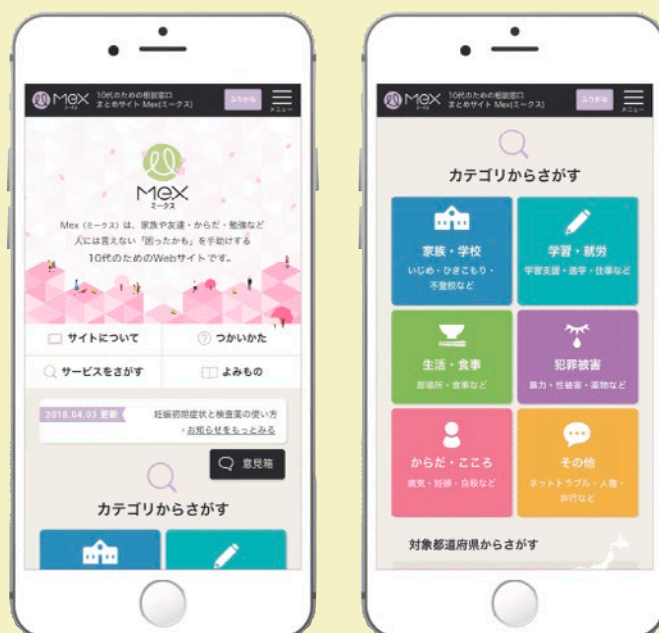 Mex
ミークス
10代のための相談窓口
まとめサイト Mex(ミークス)
ふりがな
メニュー
Mex
ミークス
Mex (ミークス) は、家族や友達・からだ・勉強など
人には言えない「困ったかも」を手助けする
10代のためのWebサイトです。
サイトについて
つかいかた
サービスをさがす
よみもの
2018.04.03 更新
妊娠初期症状と検査薬の使い方
お知らせをもっとみる
意見箱
カテゴリからさがす
Mex
ミークス
10代のための相談窓口
まとめサイト Mex(ミークス)
ふりがな
メニュー
カテゴリからさがす
家族・学校
いじめ・ひきこもり・
不登校など
学習・就労
学習支援・進学・仕事など
生活・食事
居場所・食事など
犯罪被害
暴力・性被害・薬物など
からだ・こころ
病気・妊娠・自殺など
その他
ネットトラブル・人権・
非行など
対象都道府県からさがす